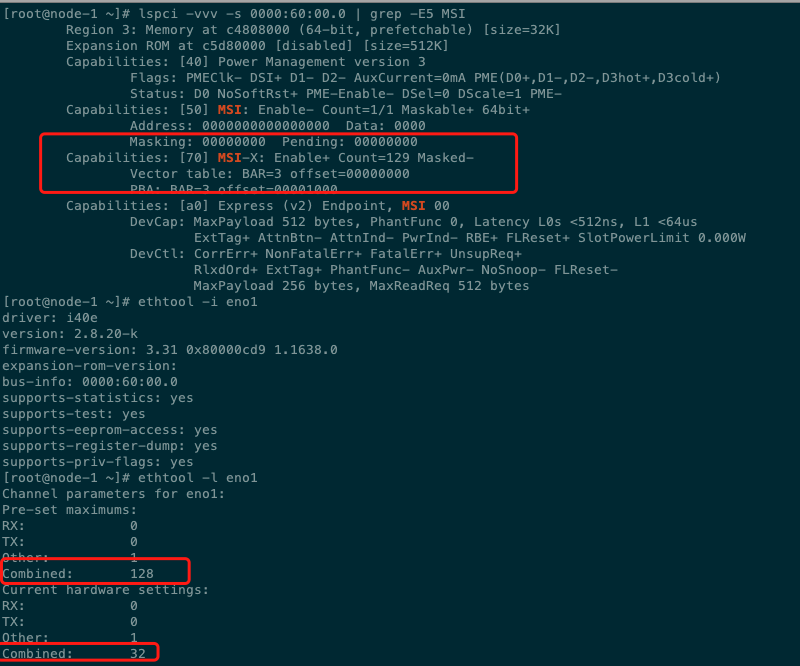 [root@node-1 ~]# lspci -vvv -s 0000:60:00.0 | grep -E5 MSI
Region 3: Memory at c4808000 (64-bit, prefetchable) [size=32K]
Expansion ROM at c5d80000 [disabled] [size=512K]
Capabilities: [40] Power Management version 3
Flags: PMEClk- DSI+ D1- D2- AuxCurrent=0mA PME(D0+,D1-,D2-,D3hot+,D3cold+)
Status: D0 NoSoftRst+ PME-Enable- DSel=0 DScale=1 PME-
Capabilities: [50] MSI: Enable- Count=1/1 Maskable+ 64bit+
Address: 0000000000000000  Data: 0000
Masking: 00000000  Pending: 00000000
Capabilities: [70] MSI-X: Enable+ Count=129 Masked-
Vector table: BAR=3 offset=00000000
PBA: BAR=3 offset=00001000
Capabilities: [a0] Express (v2) Endpoint, MSI 00
DevCap: MaxPayload 512 bytes, PhantFunc 0, Latency L0s <512ns, L1 <64us
ExtTag+ AttnBtn- AttnInd- PwrInd- RBE+ FLReset+ SlotPowerLimit 0.000W
DevCtl: CorrErr+ NonFatalErr+ FatalErr+ UnsupReq+
RlxdOrd+ ExtTag+ PhantFunc- AuxPwr- NoSnoop- FLReset-
MaxPayload 256 bytes, MaxReadReq 512 bytes
[root@node-1 ~]# ethtool -i eno1
driver: i40e
version: 2.8.20-k
firmware-version: 3.31 0x80000cd9 1.1638.0
expansion-rom-version:
bus-info: 0000:60:00.0
supports-statistics: yes
supports-test: yes
supports-eeprom-access: yes
supports-register-dump: yes
supports-priv-flags: yes
[root@node-1 ~]# ethtool -l eno1
Channel parameters for eno1:
Pre-set maximums:
RX: 0
TX: 0
Other: 1
Combined: 128
Current hardware settings:
RX: 0
TX: 0
Other: 1
Combined: 32